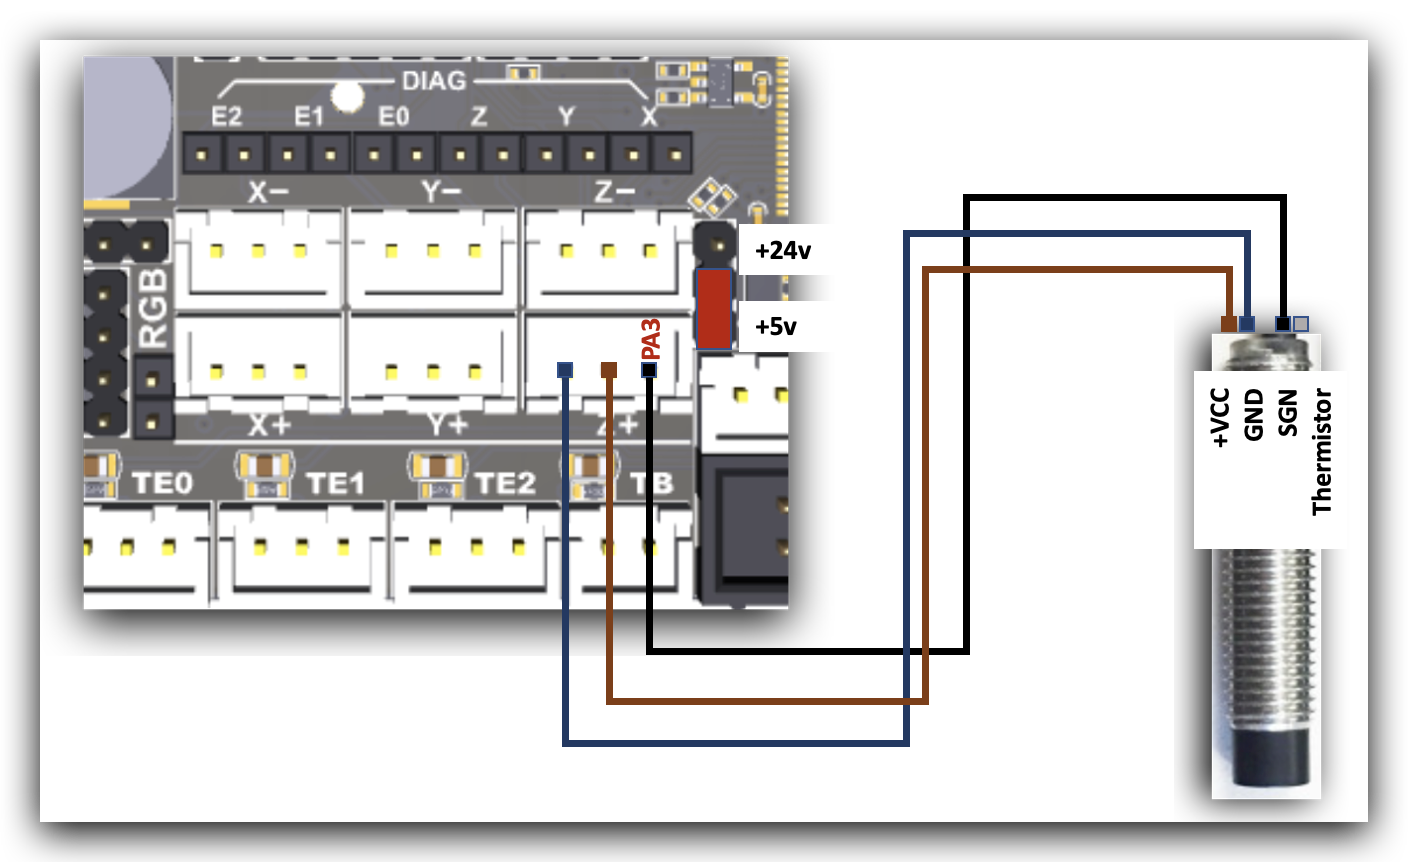 DIAG
E2 E1 E0 Z Y X
X− Y− Z−
+24v
RGB
+5v
PA3
X+ Y+ Z+
TE0 TE1 TE2 TB
+VCC
GND
SGN
Thermistor